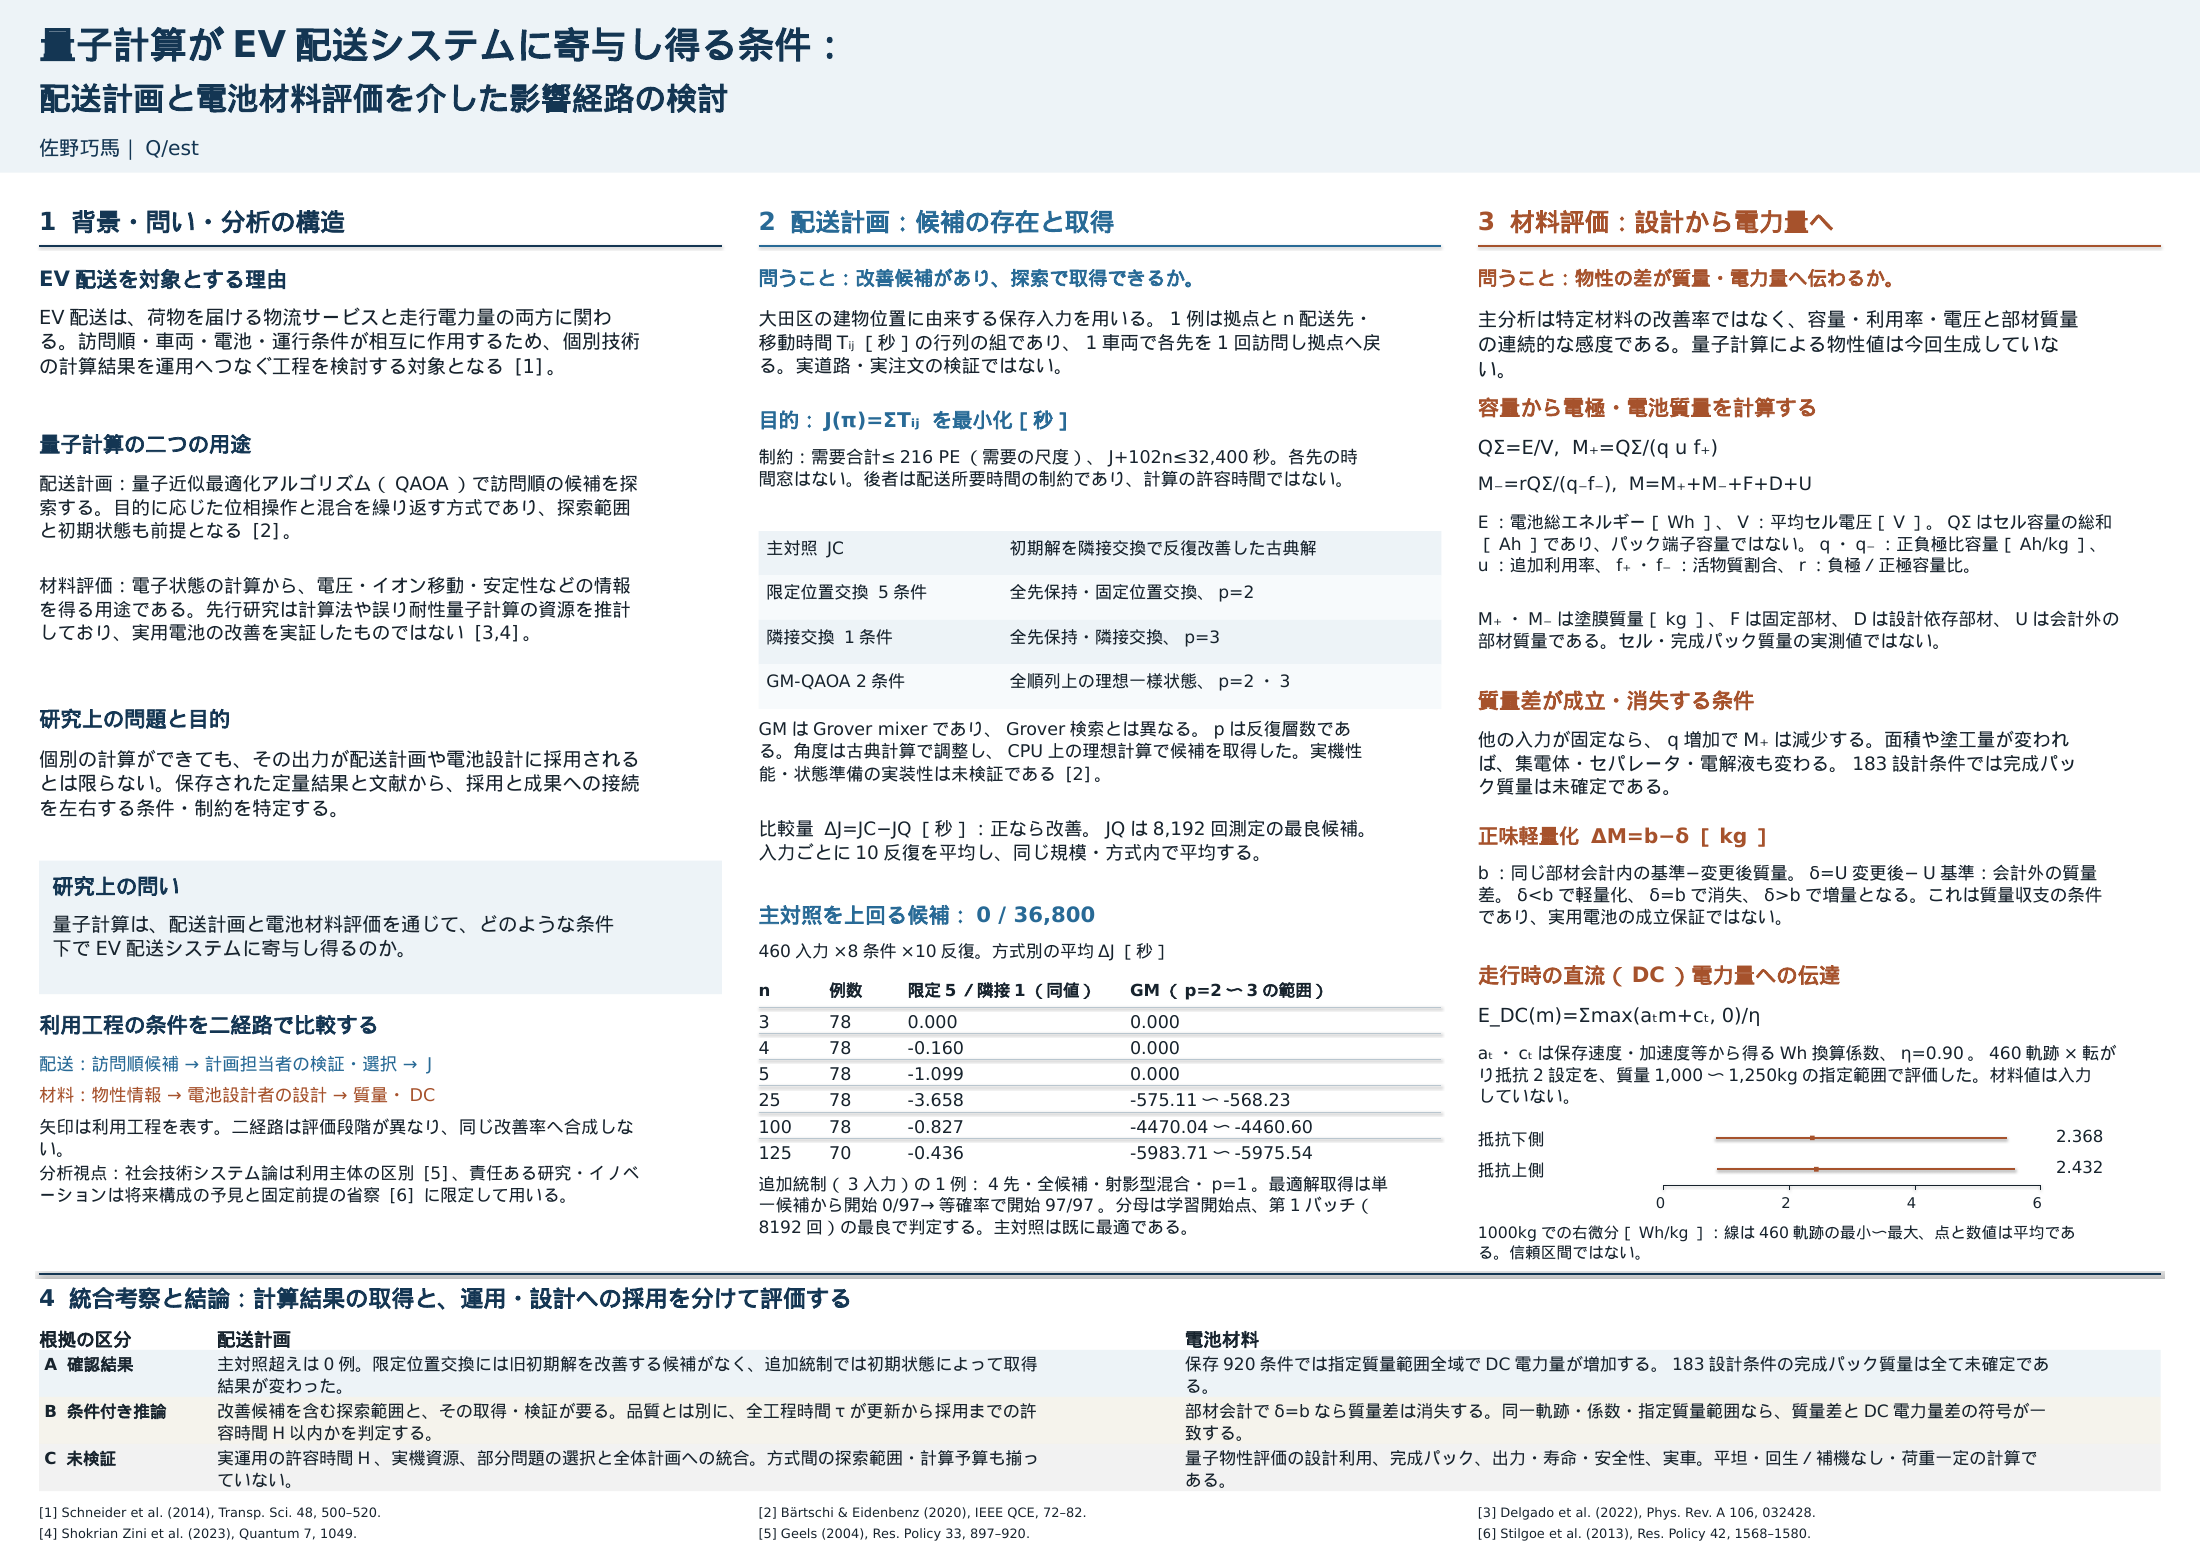 量子計算が EV 配送システムに寄与し得る条件：
配送計画と電池材料評価を介した影響経路の検討
佐野巧馬｜ Q/est
1 背景・問い・分析の構造
EV 配送を対象とする理由
EV 配送は、荷物を届ける物流サービスと走行電力量の両方に関わ
る。訪問順・車両・電池・運行条件が相互に作用するため、個別技術
の計算結果を運用へつなぐ工程を検討する対象となる [1] 。
量子計算の二つの用途
配送計画：量子近似最適化アルゴリズム（ QAOA ）で訪問順の候補を探
索する。目的に応じた位相操作と混合を繰り返す方式であり、探索範囲
と初期状態も前提となる [2] 。
材料評価：電子状態の計算から、電圧・イオン移動・安定性などの情報
を得る用途である。先行研究は計算法や誤り耐性量子計算の資源を推計
しており、実用電池の改善を実証したものではない [3,4] 。
研究上の問題と目的
個別の計算ができても、その出力が配送計画や電池設計に採用される
とは限らない。保存された定量結果と文献から、採用と成果への接続
を左右する条件・制約を特定する。
研究上の問い
量子計算は、配送計画と電池材料評価を通じて、どのような条件
下で EV 配送システムに寄与し得るのか。
利用工程の条件を二経路で比較する
配送：訪問順候補 → 計画担当者の検証・選択 → J
材料：物性情報 → 電池設計者の設計 → 質量・ DC
矢印は利用工程を表す。二経路は評価段階が異なり、同じ改善率へ合成しな
い。
分析視点：社会技術システム論は利用主体の区別 [5] 、責任ある研究・イノベ
ーションは将来構成の予見と固定前提の省察 [6] に限定して用いる。
2 配送計画：候補の存在と取得
問うこと：改善候補があり、探索で取得できるか。
大田区の建物位置に由来する保存入力を用いる。 1 例は拠点と n 配送先・
移動時間 Tᵢⱼ [ 秒 ] の行列の組であり、 1 車両で各先を 1 回訪問し拠点へ戻
る。実道路・実注文の検証ではない。
目的： J(π)=ΣTᵢⱼ を最小化 [ 秒 ]
制約：需要合計≤ 216 PE （需要の尺度）、 J+102n≤32,400 秒。各先の時
間窓はない。後者は配送所要時間の制約であり、計算の許容時間ではない。
主対照 JC 初期解を隣接交換で反復改善した古典解
限定位置交換 5 条件 全先保持・固定位置交換、 p=2
隣接交換 1 条件 全先保持・隣接交換、 p=3
GM-QAOA 2 条件 全順列上の理想一様状態、 p=2 ・ 3
GM は Grover mixer であり、 Grover 検索とは異なる。 p は反復層数であ
る。角度は古典計算で調整し、 CPU 上の理想計算で候補を取得した。実機性
能・状態準備の実装性は未検証である [2] 。
比較量 ΔJ=JC−JQ [ 秒 ] ：正なら改善。 JQ は 8,192 回測定の最良候補。
入力ごとに 10 反復を平均し、同じ規模・方式内で平均する。
主対照を上回る候補： 0 / 36,800
460 入力 ×8 条件 ×10 反復。方式別の平均 ΔJ [ 秒 ]
n 例数 限定 5 / 隣接 1 （同値） GM （ p=2 〜 3 の範囲）
3 78 0.000 0.000
4 78 -0.160 0.000
5 78 -1.099 0.000
25 78 -3.658 -575.11 〜 -568.23
100 78 -0.827 -4470.04 〜 -4460.60
125 70 -0.436 -5983.71 〜 -5975.54
追加統制（ 3 入力）の 1 例： 4 先・全候補・射影型混合・ p=1 。最適解取得は単
一候補から開始 0/97→ 等確率で開始 97/97 。分母は学習開始点、第 1 バッチ（
8192 回）の最良で判定する。主対照は既に最適である。
3 材料評価：設計から電力量へ
問うこと：物性の差が質量・電力量へ伝わるか。
主分析は特定材料の改善率ではなく、容量・利用率・電圧と部材質量
の連続的な感度である。量子計算による物性値は今回生成していな
い。
容量から電極・電池質量を計算する
QΣ=E/V, M₊=QΣ/(q u f₊)
M₋=rQΣ/(q₋f₋), M=M₊+M₋+F+D+U
E ：電池総エネルギー [ Wh ] 、 V ：平均セル電圧 [ V ] 。 QΣ はセル容量の総和
[ Ah ] であり、パック端子容量ではない。 q ・ q₋ ：正負極比容量 [ Ah/kg ] 、
u ：追加利用率、 f₊ ・ f₋ ：活物質割合、 r ：負極 / 正極容量比。
M₊ ・ M₋ は塗膜質量 [ kg ] 、 F は固定部材、 D は設計依存部材、 U は会計外の
部材質量である。セル・完成パック質量の実測値ではない。
質量差が成立・消失する条件
他の入力が固定なら、 q 増加で M₊ は減少する。面積や塗工量が変われ
ば、集電体・セパレータ・電解液も変わる。 183 設計条件では完成パッ
ク質量は未確定である。
正味軽量化 ΔM=b−δ [ kg ]
b ：同じ部材会計内の基準−変更後質量。 δ=U 変更後− U 基準：会計外の質量
差。 δ<b で軽量化、 δ=b で消失、 δ>b で増量となる。これは質量収支の条件
であり、実用電池の成立保証ではない。
走行時の直流（ DC ）電力量への伝達
E_DC(m)=Σmax(aₜm+cₜ, 0)/η
aₜ ・ cₜ は保存速度・加速度等から得る Wh 換算係数、 η=0.90 。 460 軌跡 × 転が
り抵抗 2 設定を、質量 1,000 〜 1,250kg の指定範囲で評価した。材料値は入力
していない。
抵抗下側 2.368
抵抗上側 2.432
0 2 4 6
1000kg での右微分 [ Wh/kg ] ：線は 460 軌跡の最小〜最大、点と数値は平均であ
る。信頼区間ではない。
4 統合考察と結論：計算結果の取得と、運用・設計への採用を分けて評価する
根拠の区分 配送計画 電池材料
A 確認結果 主対照超えは 0 例。限定位置交換には旧初期解を改善する候補がなく、追加統制では初期状態によって取得
結果が変わった。
保存 920 条件では指定質量範囲全域で DC 電力量が増加する。 183 設計条件の完成パック質量は全て未確定であ
る。
B 条件付き推論 改善候補を含む探索範囲と、その取得・検証が要る。品質とは別に、全工程時間 τ が更新から採用までの許
容時間 H 以内かを判定する。
部材会計で δ=b なら質量差は消失する。同一軌跡・係数・指定質量範囲なら、質量差と DC 電力量差の符号が一
致する。
C 未検証 実運用の許容時間 H 、実機資源、部分問題の選択と全体計画への統合。方式間の探索範囲・計算予算も揃っ
ていない。
量子物性評価の設計利用、完成パック、出力・寿命・安全性、実車。平坦・回生 / 補機なし・荷重一定の計算で
ある。
[1] Schneider et al. (2014), Transp. Sci. 48, 500–520.
[2] Bärtschi & Eidenbenz (2020), IEEE QCE, 72–82.
[3] Delgado et al. (2022), Phys. Rev. A 106, 032428.
[4] Shokrian Zini et al. (2023), Quantum 7, 1049.
[5] Geels (2004), Res. Policy 33, 897–920.
[6] Stilgoe et al. (2013), Res. Policy 42, 1568–1580.